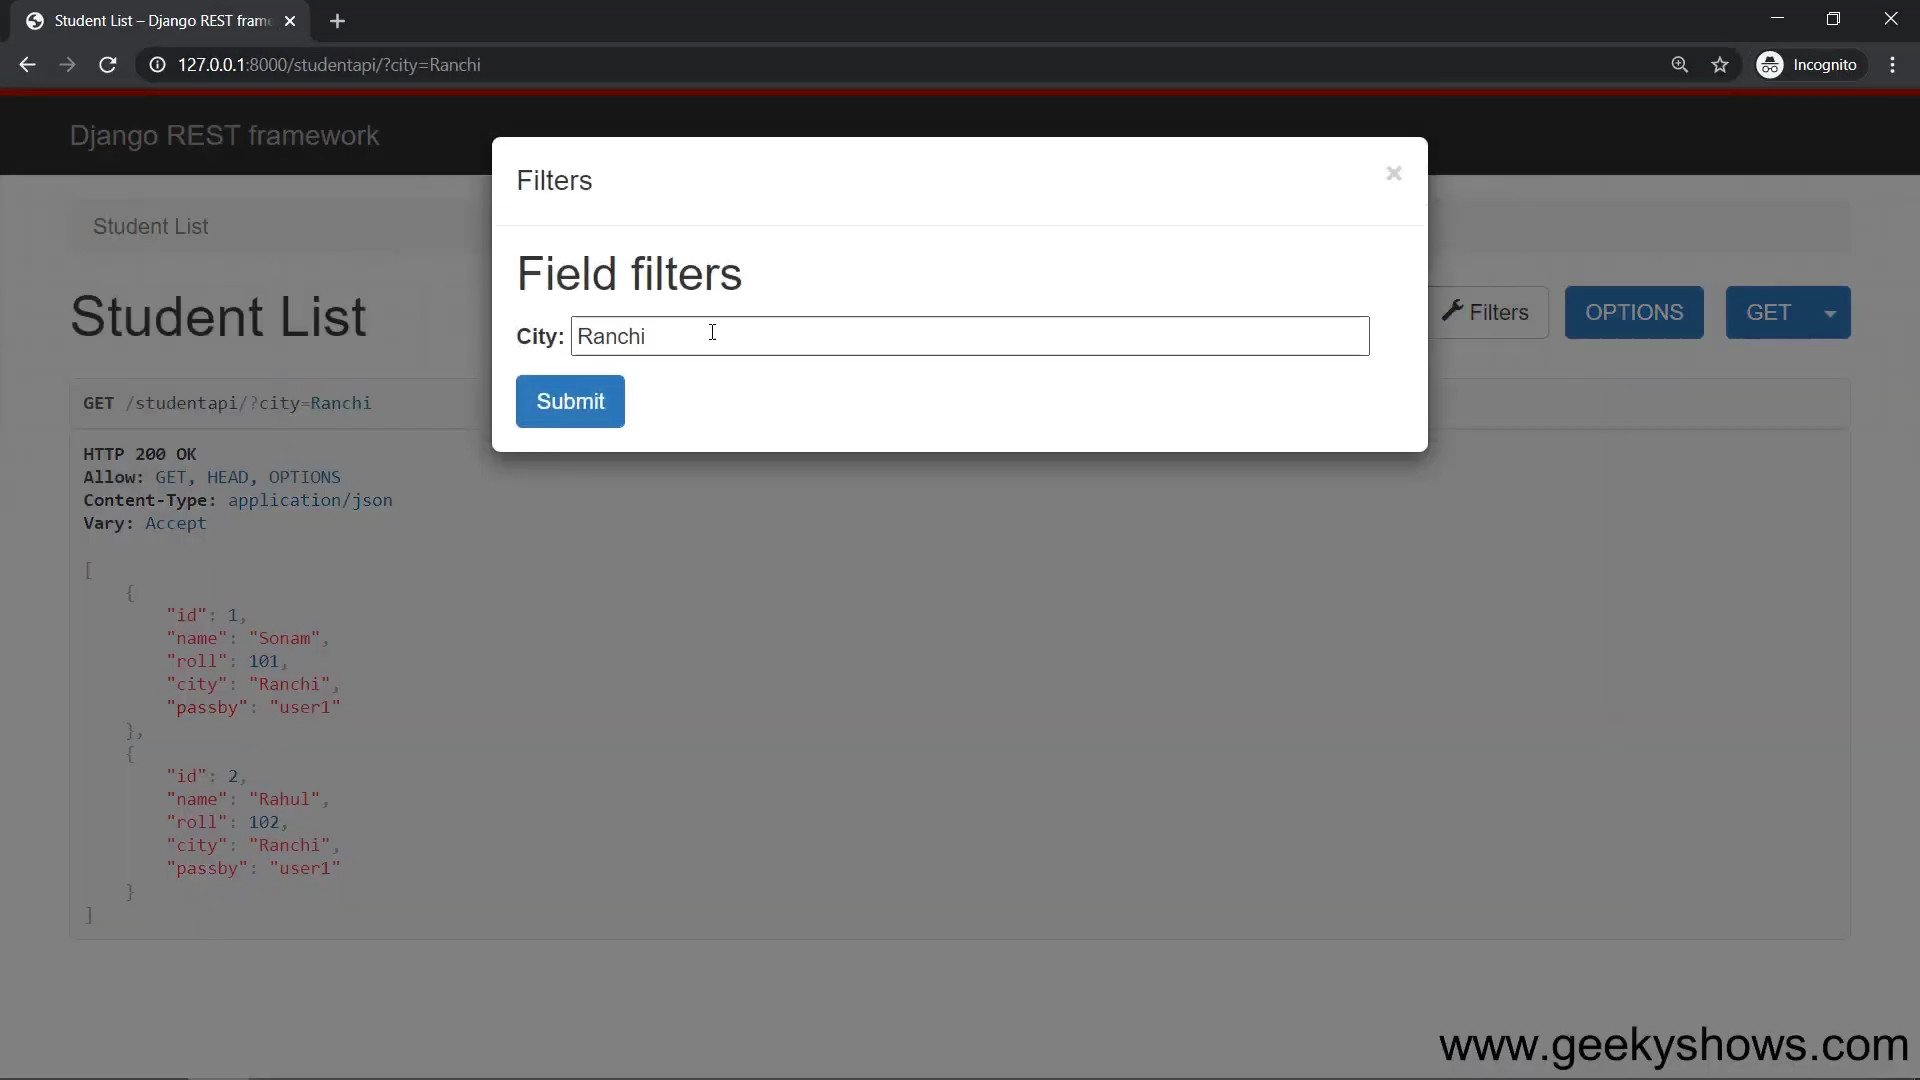 Student List – Django REST frame
127.0.0.1:8000/studentapi/?city=Ranchi
Incognito
Django REST framework
Filters
Student List
Field filters
Student List
Filters
OPTIONS
GET
City: Ranchi
Submit
GET /studentapi/?city=Ranchi
HTTP 200 OK
Allow: GET, HEAD, OPTIONS
Content-Type: application/json
Vary: Accept
[
{
"id": 1,
"name": "Sonam",
"roll": 101,
"city": "Ranchi",
"passby": "user1"
},
{
"id": 2,
"name": "Rahul",
"roll": 102,
"city": "Ranchi",
"passby": "user1"
}
]
www.geekyshows.com